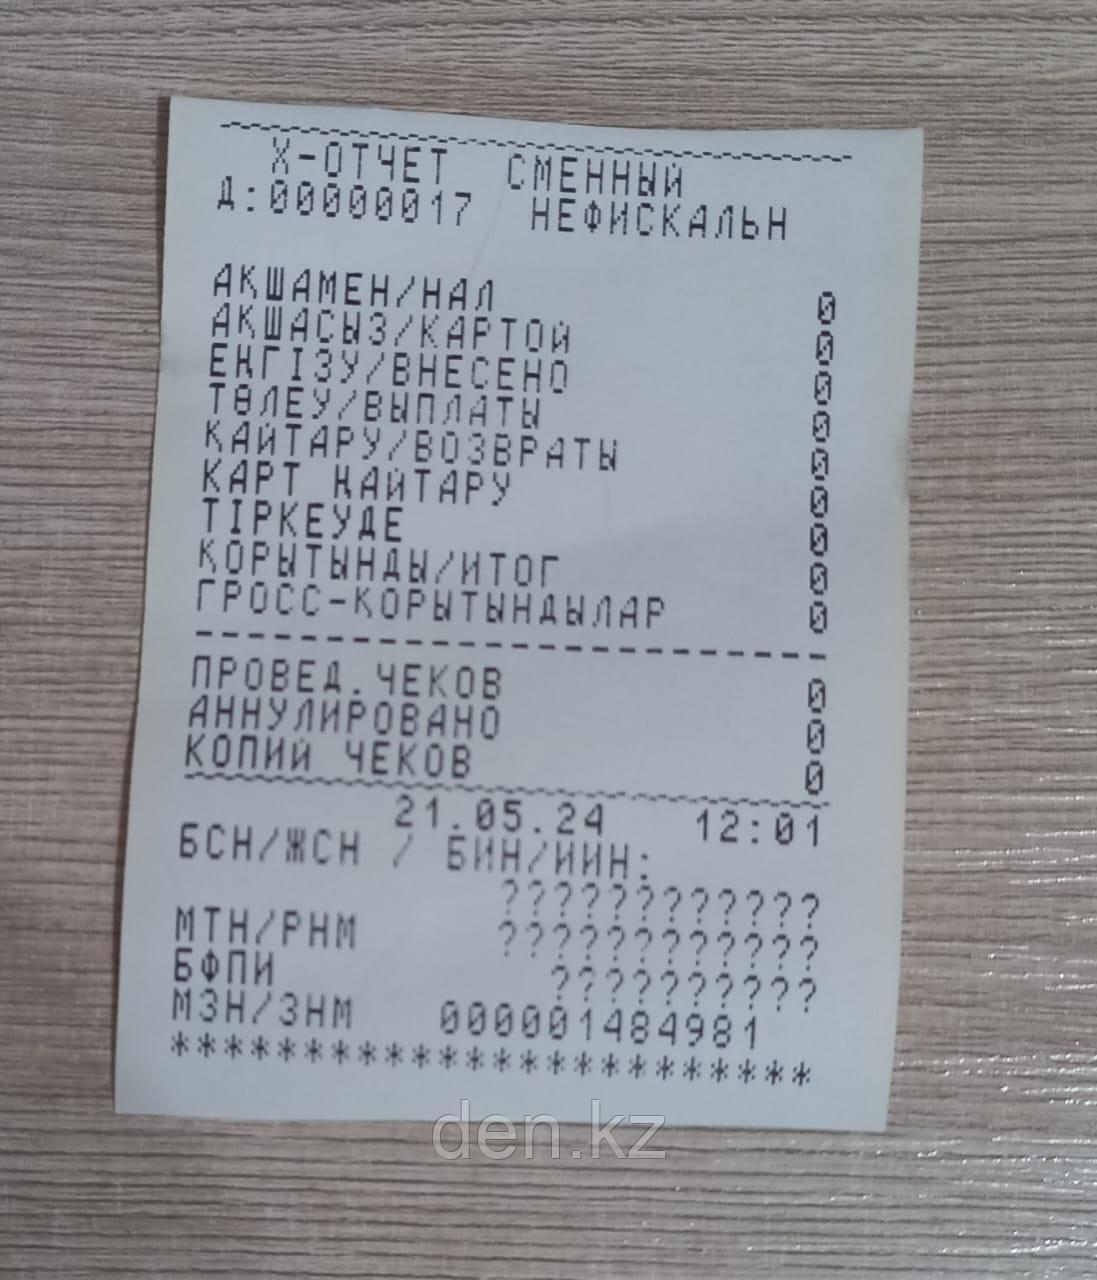 X-ОТЧЕТ СМЕННЫЙ
Д:00000017 НЕФИСКАЛЬН
АҚШАМЕН/НАЛ 0
АҚШАСЫЗ/КАРТОЙ 0
ЕҢГІЗУ/ВНЕСЕНО 0
ТӨЛЕУ/ВЫПЛАТЫ 0
ҚАЙТАРУ/ВОЗВРАТЫ 0
КАРТ ҚАЙТАРУ 0
ТІРКЕУДЕ 0
ҚОРЫТЫНДЫ/ИТОГ 0
ГРОСС-ҚОРЫТЫНДЫЛАР 0
------------------------
ПРОВЕД.ЧЕКОВ 0
АННУЛИРОВАНО 0
КОПИЙ ЧЕКОВ 0
21.05.24 12:01
БСН/ЖСН / БИН/ИИН:
????????????
МТН/РНМ ????????????
БФПИ ??????????
МЗН/ЗНМ 000001484981
************************
den.kz